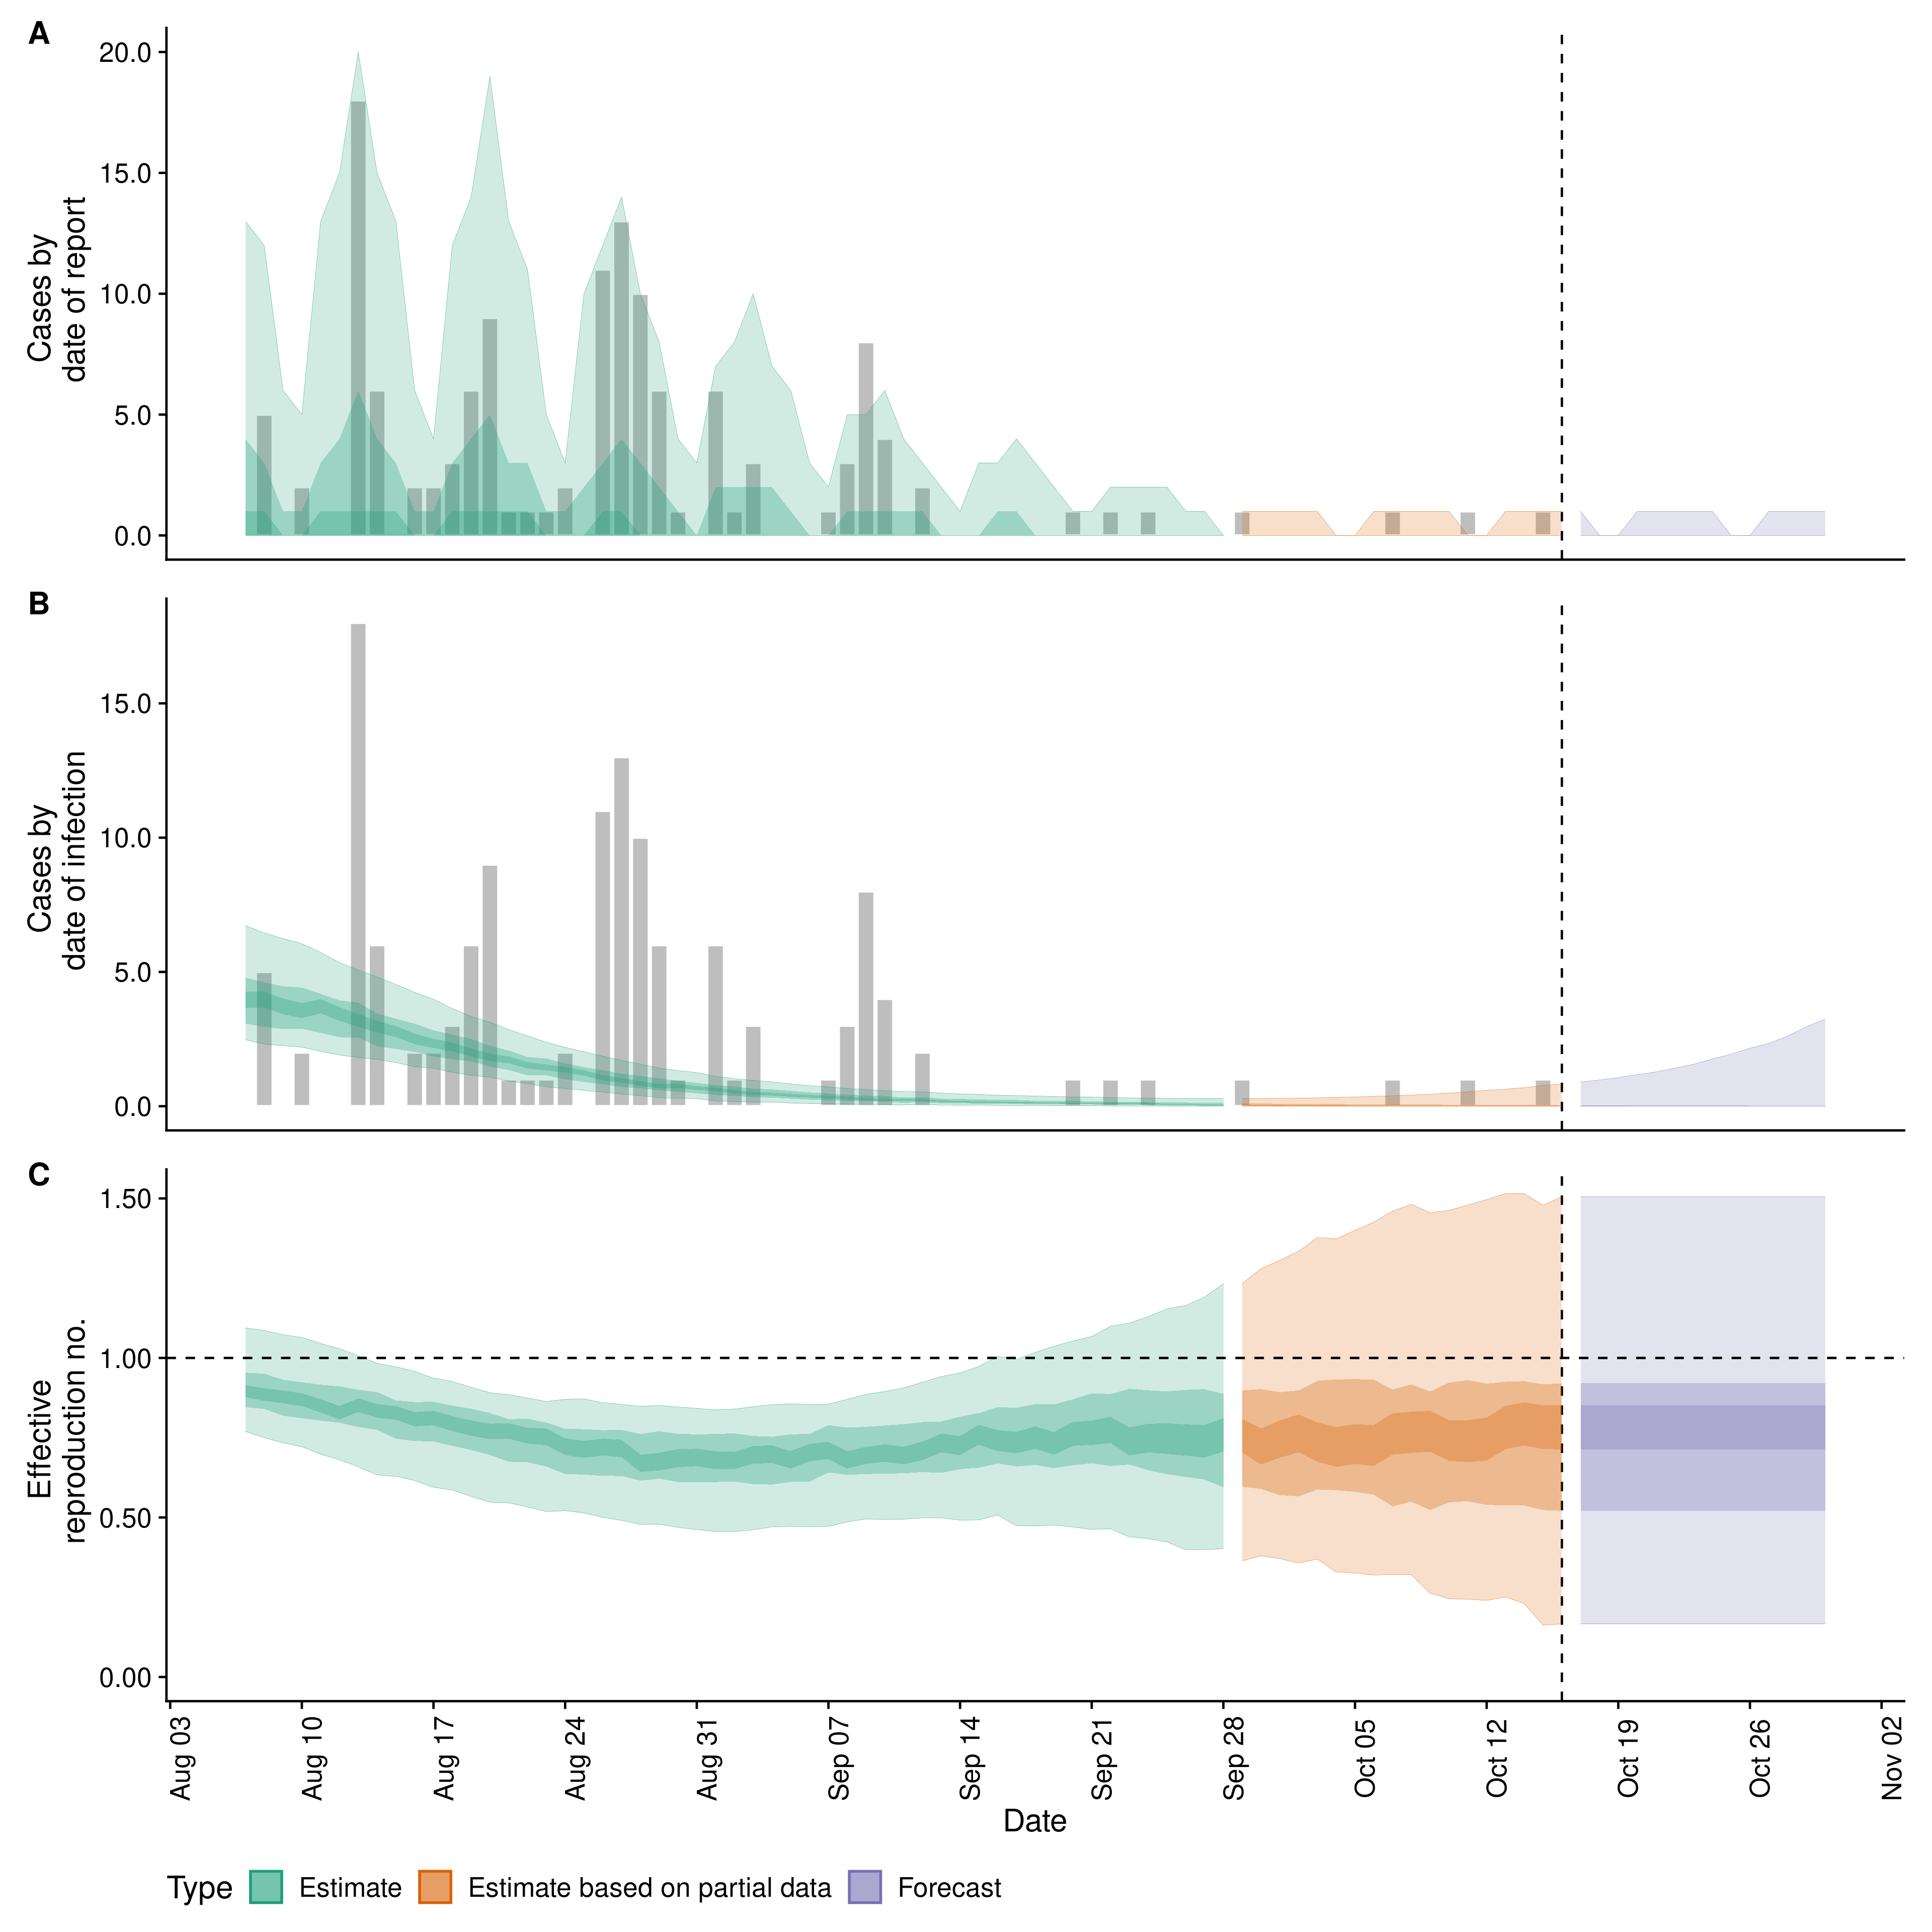 A
20.0
15.0
10.0
5.0
0.0
Cases by
date of report
B
15.0
10.0
5.0
0.0
Cases by
date of infection
C
1.50
1.00
0.50
0.00
Effective
reproduction no.
Aug 03
Aug 10
Aug 17
Aug 24
Aug 31
Sep 07
Sep 14
Sep 21
Sep 28
Oct 05
Oct 12
Oct 19
Oct 26
Nov 02
Date
Type Estimate Estimate based on partial data Forecast